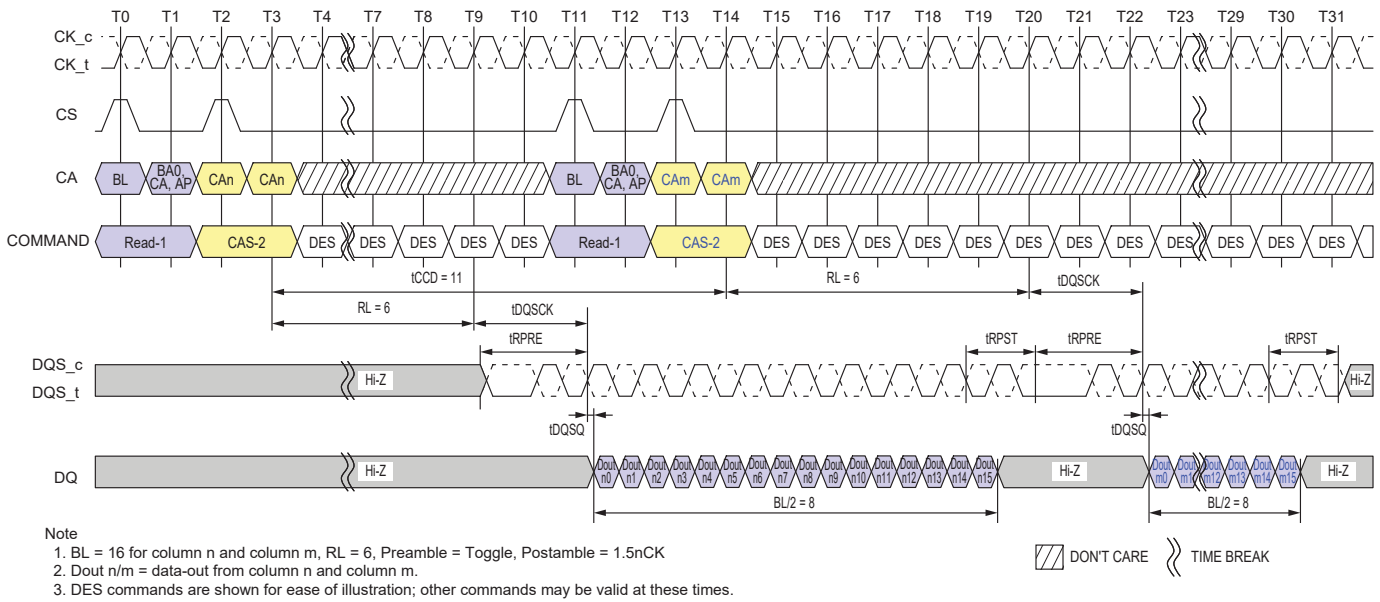 T0 T1 T2 T3 T4 T7 T8 T9 T10 T11 T12 T13 T14 T15 T16 T17 T18 T19 T20 T21 T22 T23 T29 T30 T31
CK_c
CK_t
CS
CA BL BA0, CA, AP CAn CAn BL BA0, CA, AP CAm CAm
COMMAND Read-1 CAS-2 DES DES DES DES DES Read-1 CAS-2 DES DES DES DES DES DES DES DES DES DES DES DES
tCCD = 11 RL = 6 tDQSCK
RL = 6 tDQSCK
tRPRE tRPST tRPRE tRPST
DQS_c
DQS_t
Hi-Z Hi-Z
tDQSQ tDQSQ
DQ Hi-Z Dout n0 Dout n1 Dout n2 Dout n3 Dout n4 Dout n5 Dout n6 Dout n7 Dout n8 Dout n9 Dout n10 Dout n11 Dout n12 Dout n13 Dout n14 Dout n15 Hi-Z Dout m0 Dout m1 Dout m12 Dout m13 Dout m14 Dout m15 Hi-Z
BL/2 = 8 BL/2 = 8
Note
1. BL = 16 for column n and column m, RL = 6, Preamble = Toggle, Postamble = 1.5nCK
2. Dout n/m = data-out from column n and column m.
3. DES commands are shown for ease of illustration; other commands may be valid at these times.
DON'T CARE TIME BREAK